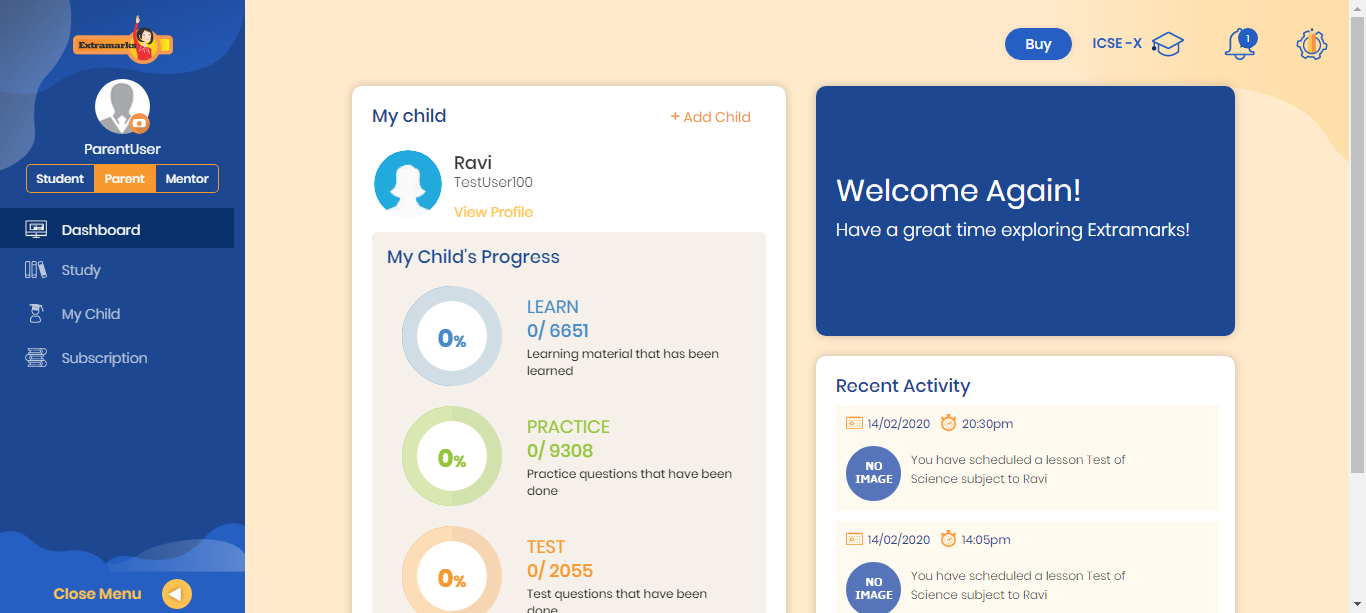 Extramarks
ParentUser
Student Parent Mentor
Dashboard
Study
My Child
Subscription
Close Menu
Buy
ICSE -X
1
My child
+ Add Child
Ravi
TestUser100
View Profile
My Child's Progress
0%
LEARN
0/ 6651
Learning material that has been
learned
0%
PRACTICE
0/ 9308
Practice questions that have been
done
0%
TEST
0/ 2055
Test questions that have been
done
Welcome Again!
Have a great time exploring Extramarks!
Recent Activity
14/02/2020 20:30pm
NO
IMAGE
You have scheduled a lesson Test of
Science subject to Ravi
14/02/2020 14:05pm
NO
IMAGE
You have scheduled a lesson Test of
Science subject to Ravi